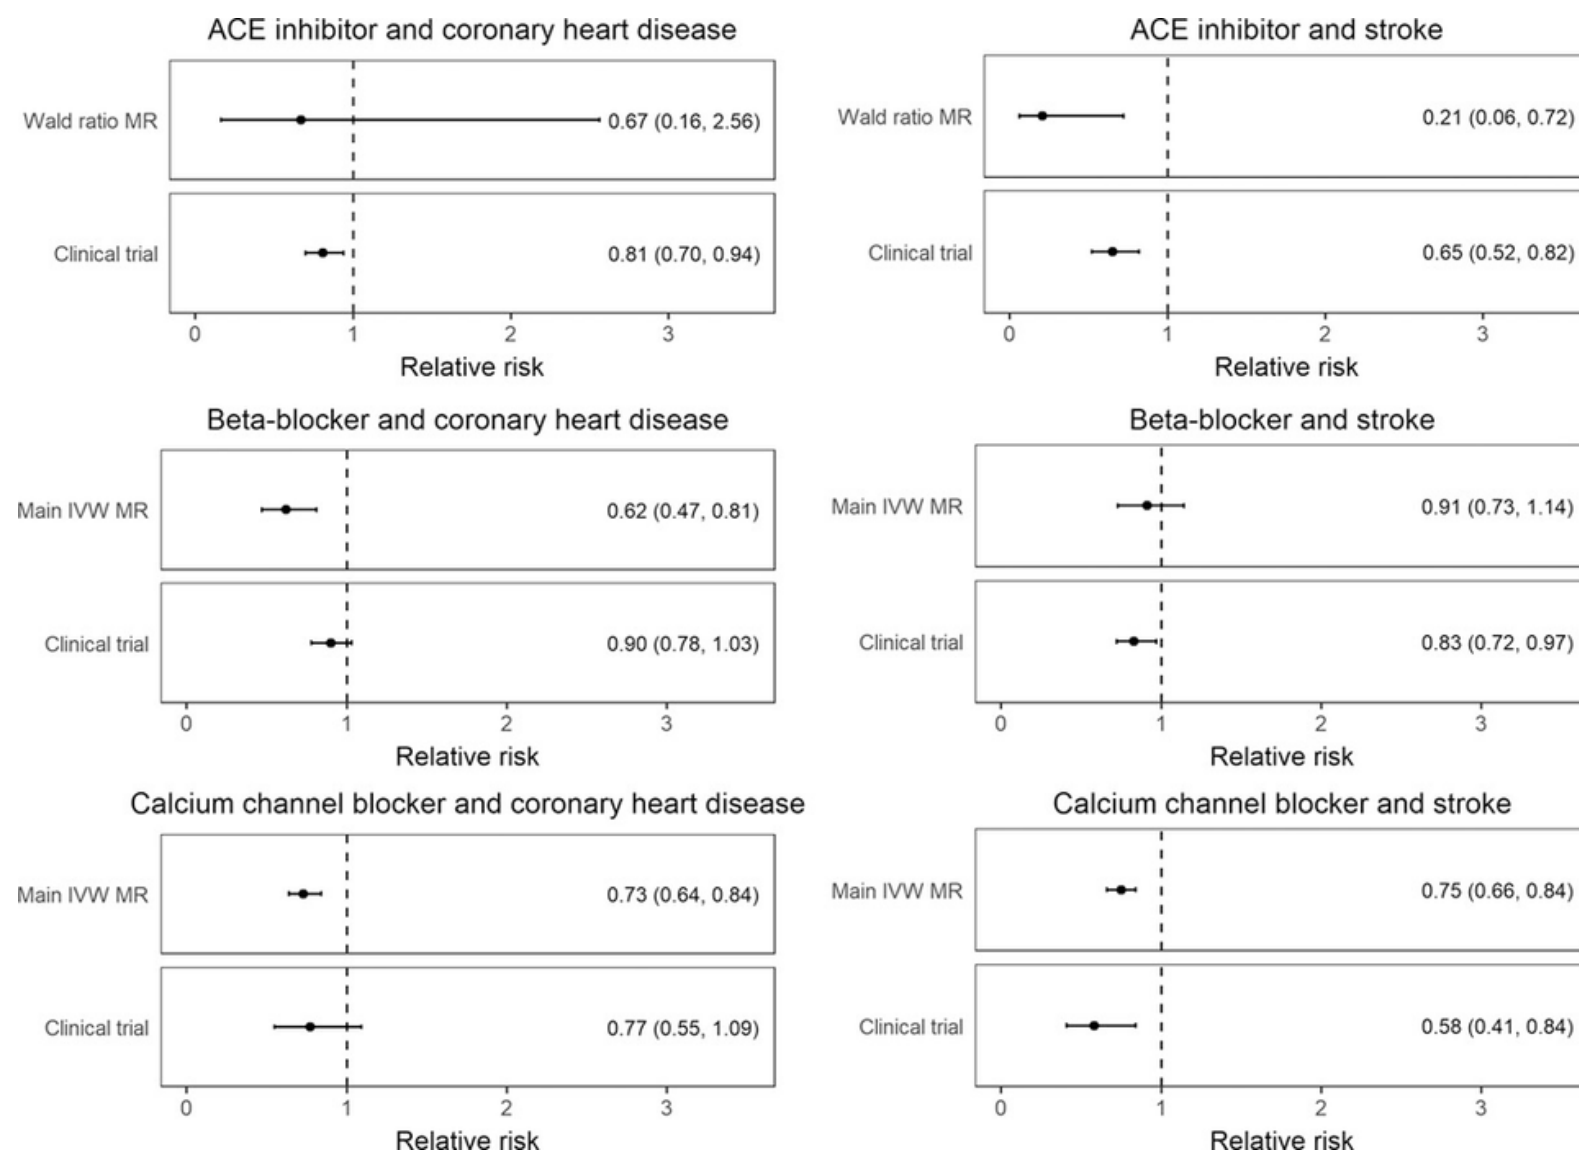 ACE inhibitor and coronary heart disease
Wald ratio MR
0.67 (0.16, 2.56)
Clinical trial
0.81 (0.70, 0.94)
0 1 2 3
Relative risk
ACE inhibitor and stroke
Wald ratio MR
0.21 (0.06, 0.72)
Clinical trial
0.65 (0.52, 0.82)
0 1 2 3
Relative risk
Beta-blocker and coronary heart disease
Main IVW MR
0.62 (0.47, 0.81)
Clinical trial
0.90 (0.78, 1.03)
0 1 2 3
Relative risk
Beta-blocker and stroke
Main IVW MR
0.91 (0.73, 1.14)
Clinical trial
0.83 (0.72, 0.97)
0 1 2 3
Relative risk
Calcium channel blocker and coronary heart disease
Main IVW MR
0.73 (0.64, 0.84)
Clinical trial
0.77 (0.55, 1.09)
0 1 2 3
Relative risk
Calcium channel blocker and stroke
Main IVW MR
0.75 (0.66, 0.84)
Clinical trial
0.58 (0.41, 0.84)
0 1 2 3
Relative risk